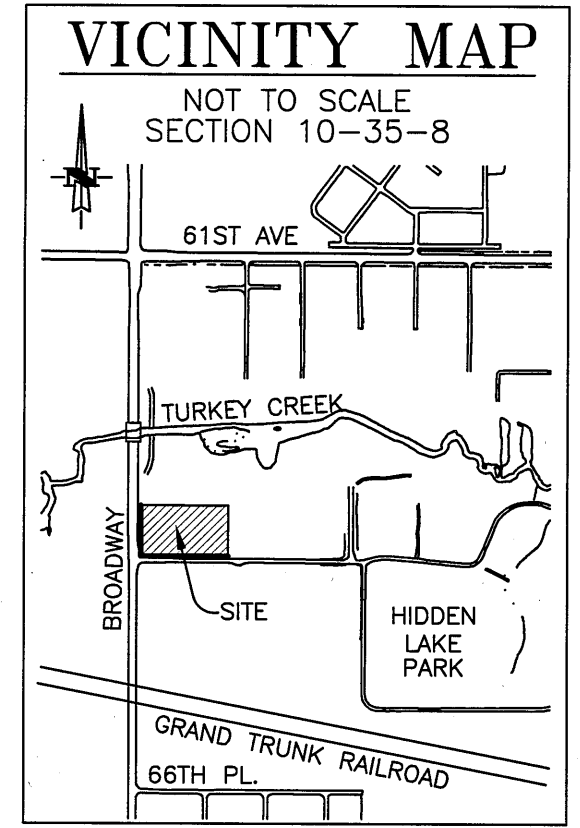 VICINITY MAP
NOT TO SCALE
SECTION 10-35-8
N
61ST AVE
TURKEY CREEK
BROADWAY
SITE
HIDDEN
LAKE
PARK
GRAND TRUNK RAILROAD
66TH PL.